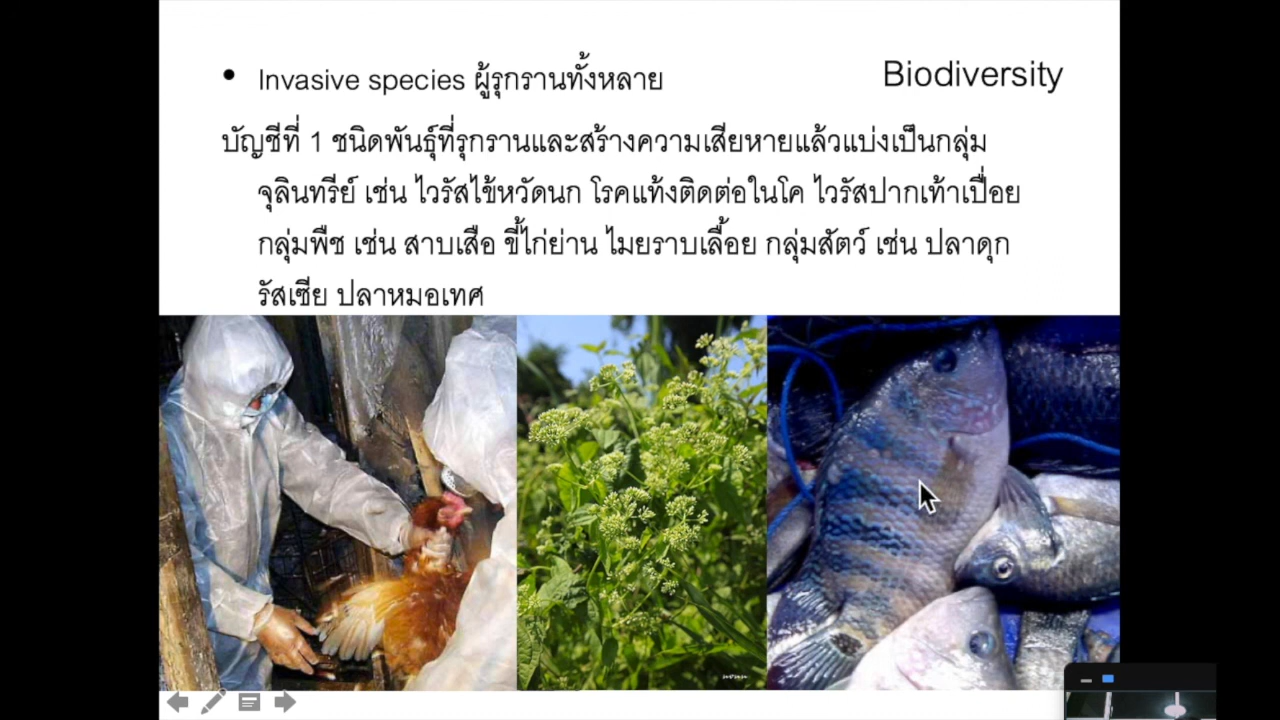 • Invasive species ผู้รุกรานทั้งหลาย
Biodiversity
บัญชีที่ 1 ชนิดพันธุ์ที่รุกรานและสร้างความเสียหายแล้วแบ่งเป็นกลุ่ม
จุลินทรีย์ เช่น ไวรัสไข้หวัดนก โรคแท้งติดต่อในโค ไวรัสปากเท้าเปื่อย
กลุ่มพืช เช่น สาบเสือ ขี้ไก่ย่าน ไมยราบเลื้อย กลุ่มสัตว์ เช่น ปลาดุก
รัสเซีย ปลาหมอเทศ